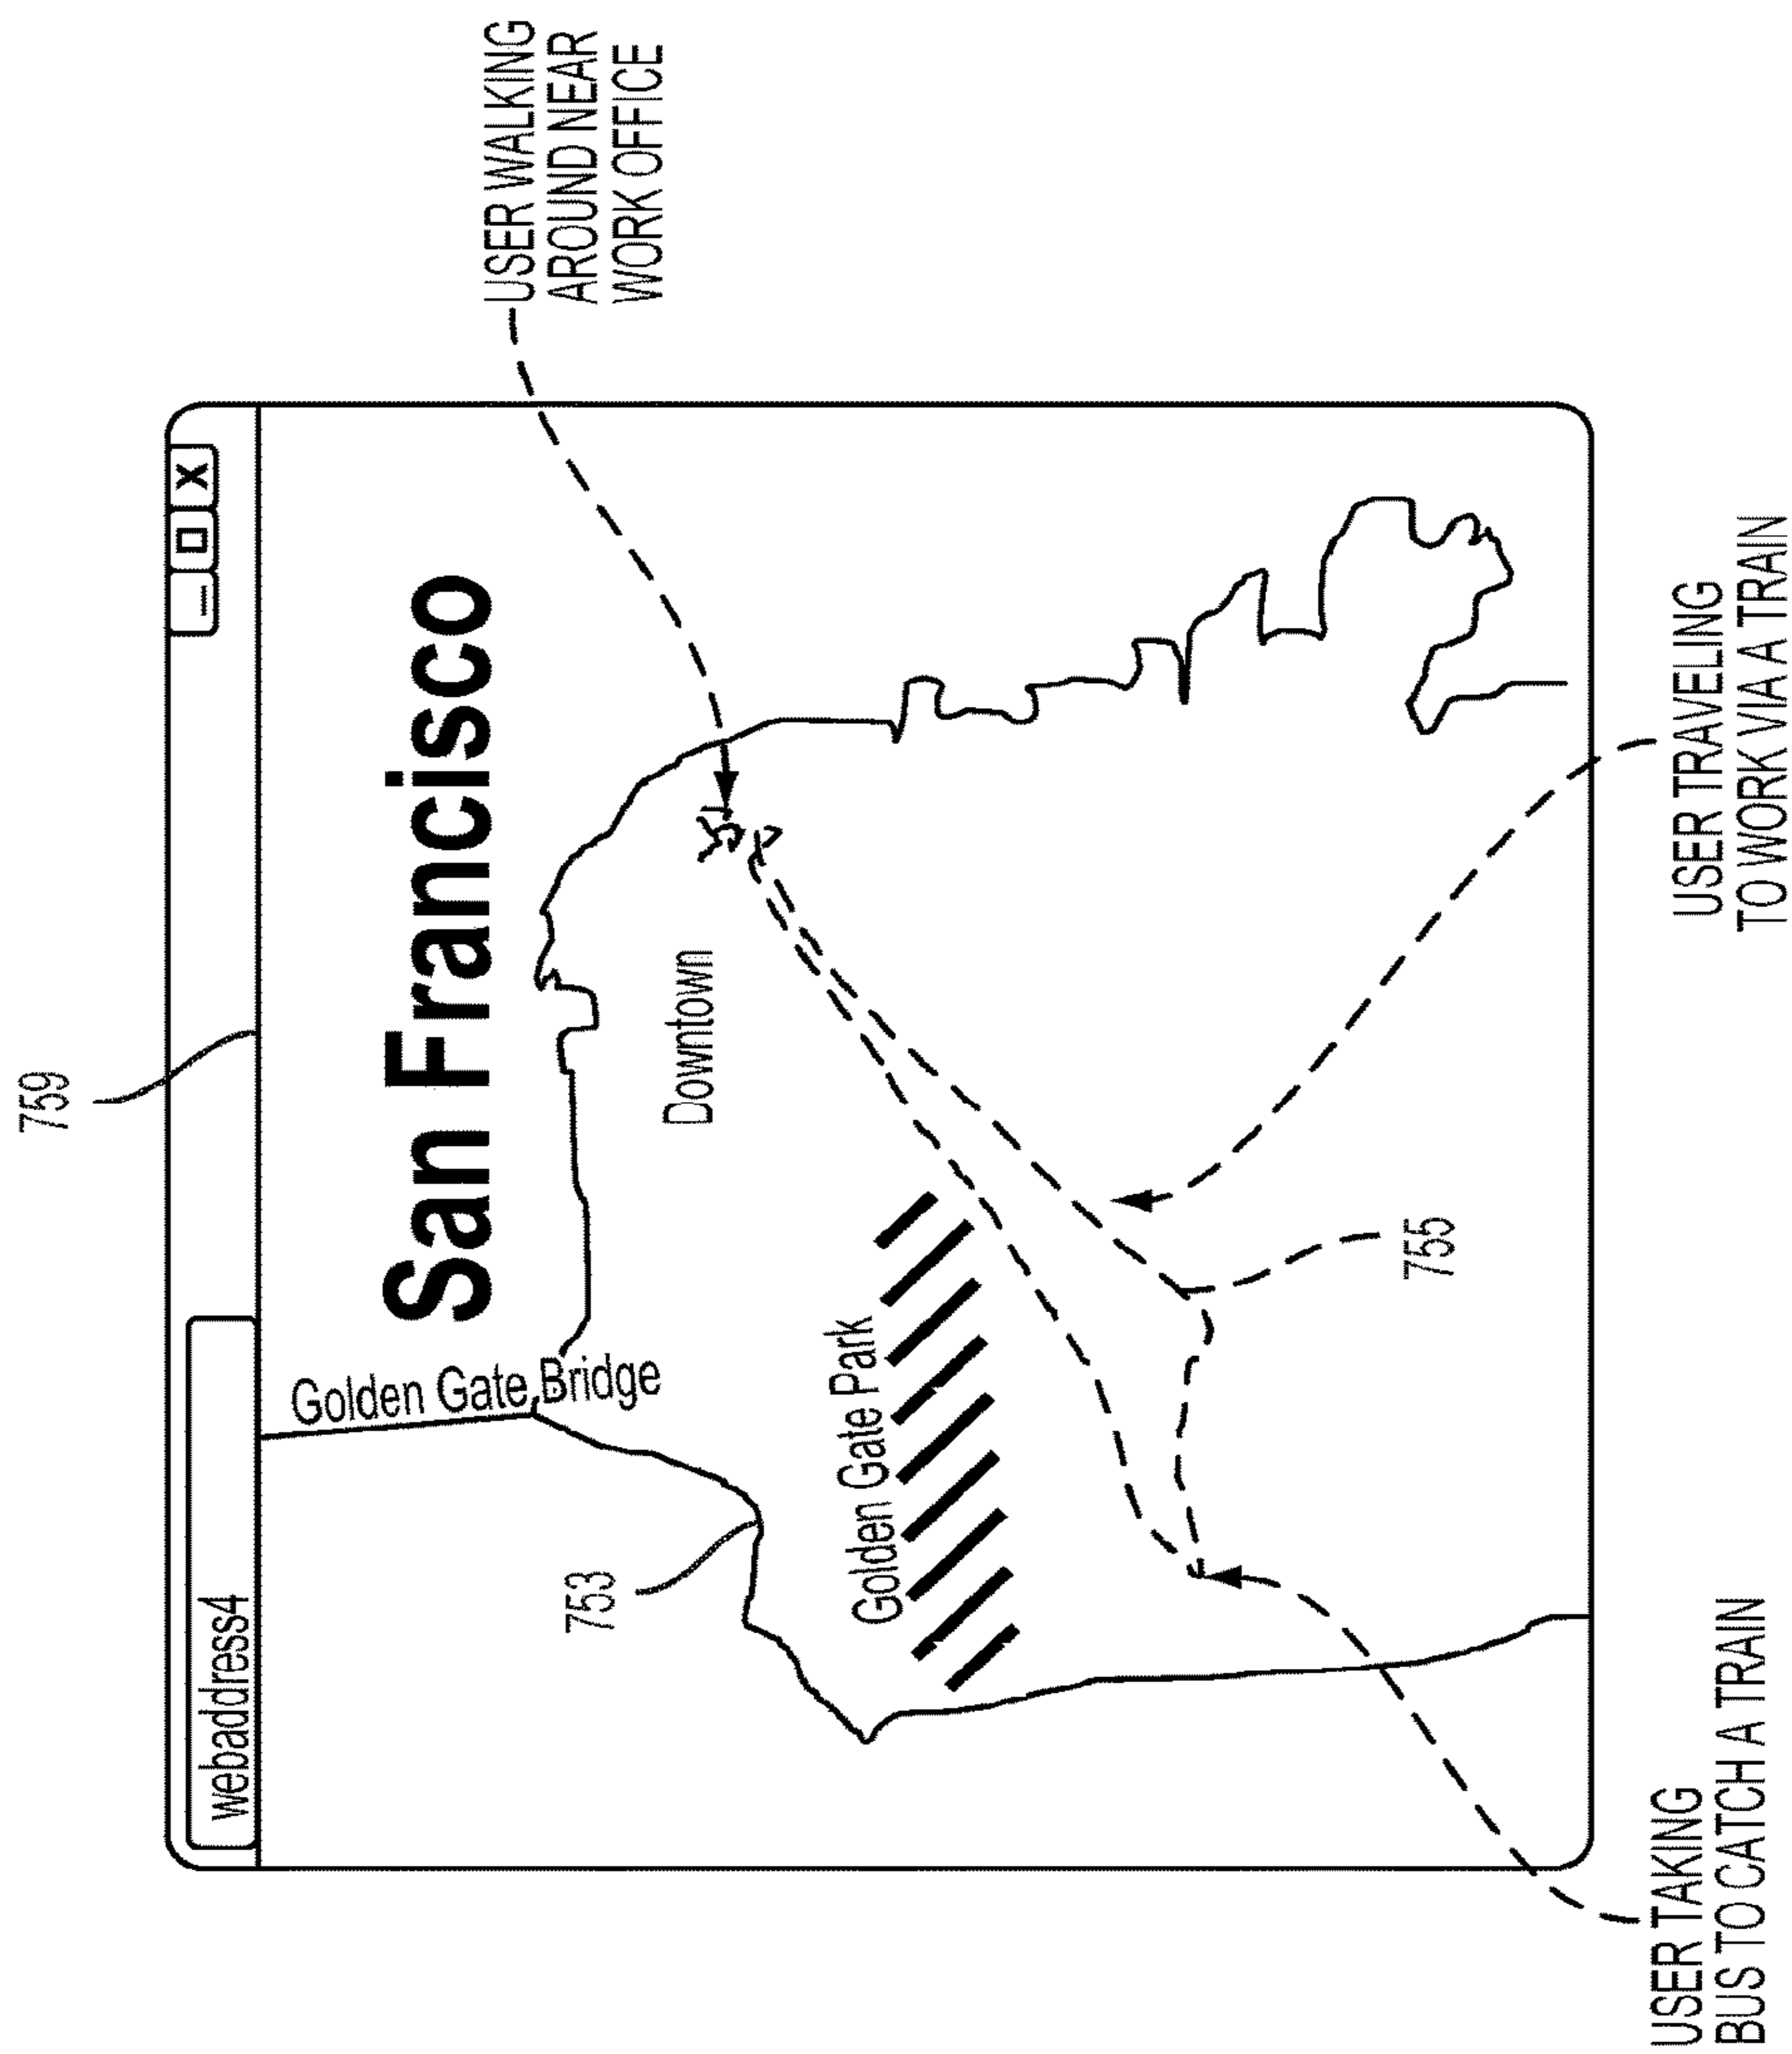 759
webaddress4
_ □ X
San Francisco
Golden Gate Bridge
USER WALKING
AROUND NEAR
WORK OFFICE
Downtown
753
Golden Gate Park
755
USER TAKING
BUS TO CATCH A TRAIN
USER TRAVELING
TO WORK VIA A TRAIN